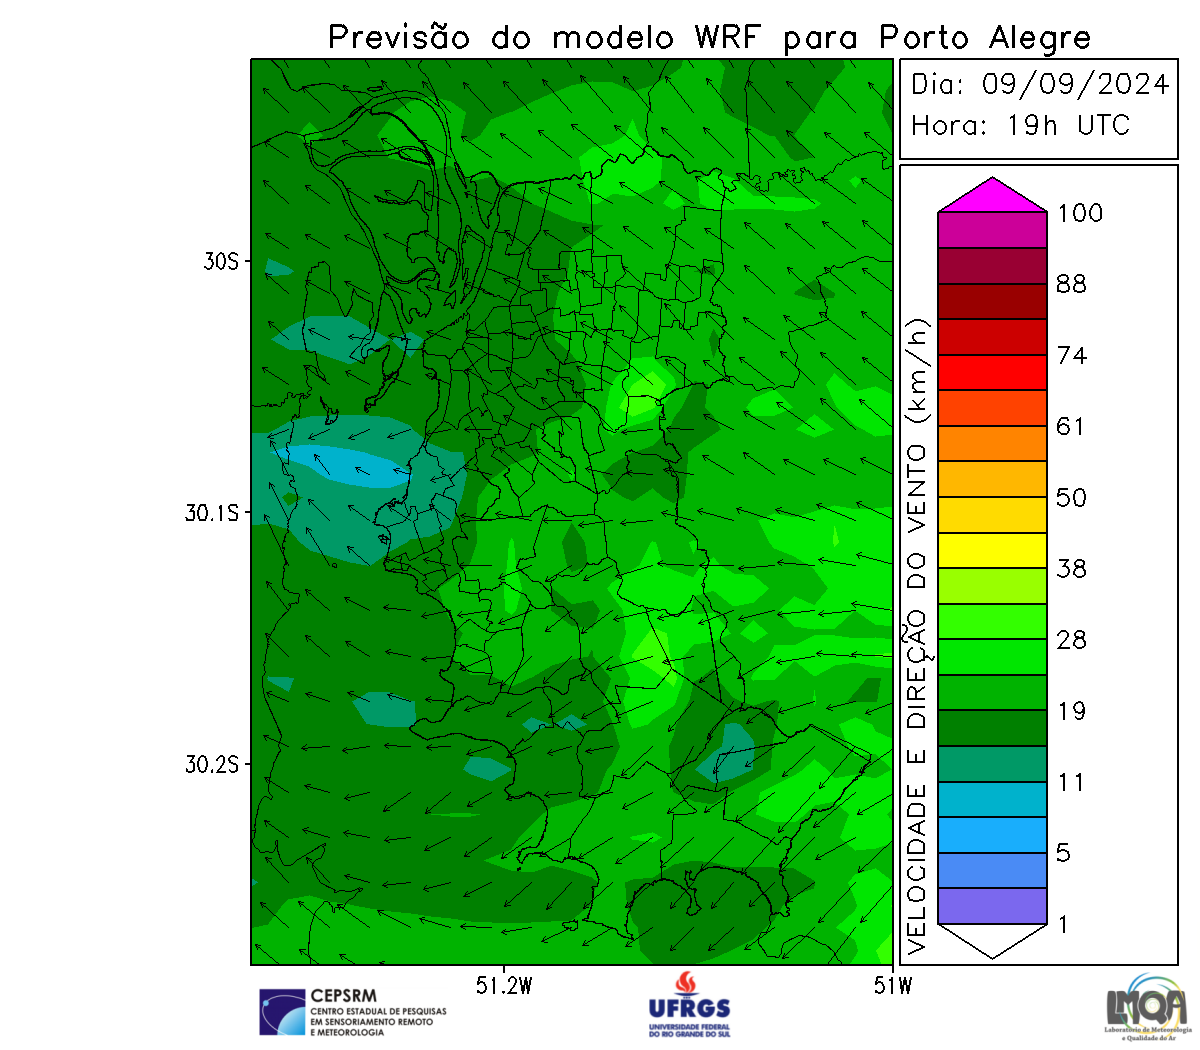 Previsão do modelo WRF para Porto Alegre
Dia: 09/09/2024
Hora: 19h UTC
30S
30.1S
30.2S
51.2W
51W
VELOCIDADE E DIREÇÃO DO VENTO (km/h)
100
88
74
61
50
38
28
19
11
5
1
CEPSRM
CENTRO ESTADUAL DE PESQUISAS
EM SENSORIAMENTO REMOTO
E METEOROLOGIA
UFRGS
UNIVERSIDADE FEDERAL
DO RIO GRANDE DO SUL
LMQA
Laboratório de Meteorologia
e Qualidade do Ar